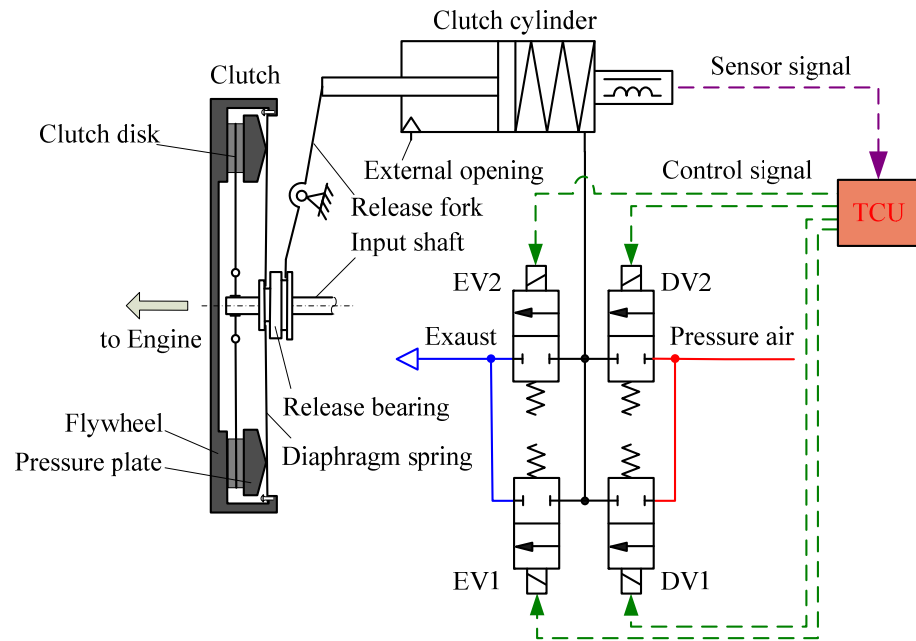 Clutch cylinder
Clutch
Sensor signal
Clutch disk
External opening
Control signal
Release fork
TCU
Input shaft
EV2
DV2
to Engine
Exaust
Pressure air
Release bearing
Flywheel
Diaphragm spring
Pressure plate
EV1
DV1